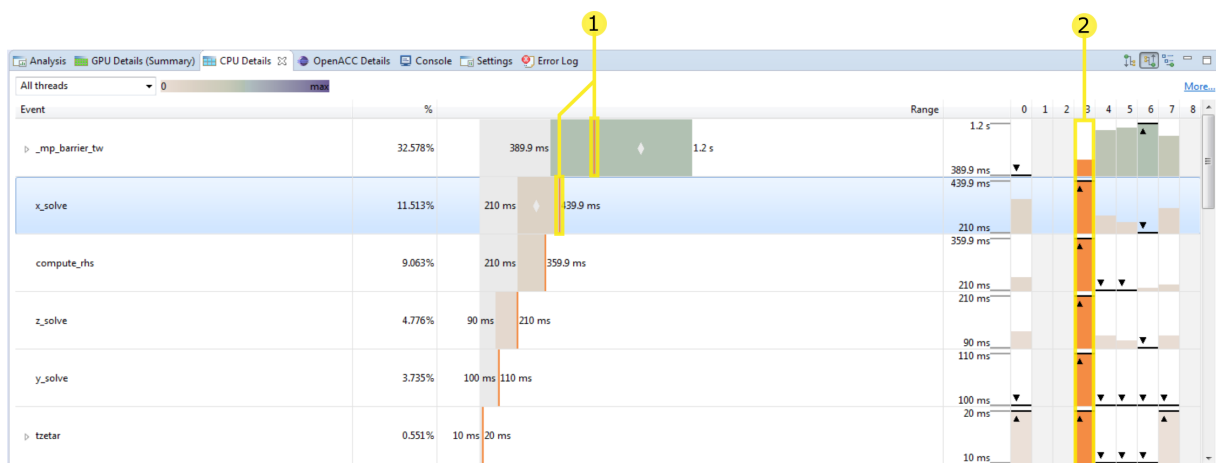 1 2
Analysis GPU Details (Summary) CPU Details OpenACC Details Console Settings Error Log
All threads 0 max More...
Event % Range 0 1 2 3 4 5 6 7 8
_mp_barrier_tw 32.578% 389.9 ms 1.2 s 1.2 s
389.9 ms
x_solve 11.513% 210 ms 439.9 ms 439.9 ms
210 ms
compute_rhs 9.063% 210 ms 359.9 ms 359.9 ms
210 ms
z_solve 4.776% 90 ms 210 ms 210 ms
90 ms
y_solve 3.735% 100 ms 110 ms 110 ms
100 ms
tzetar 0.551% 10 ms 20 ms 20 ms
10 ms